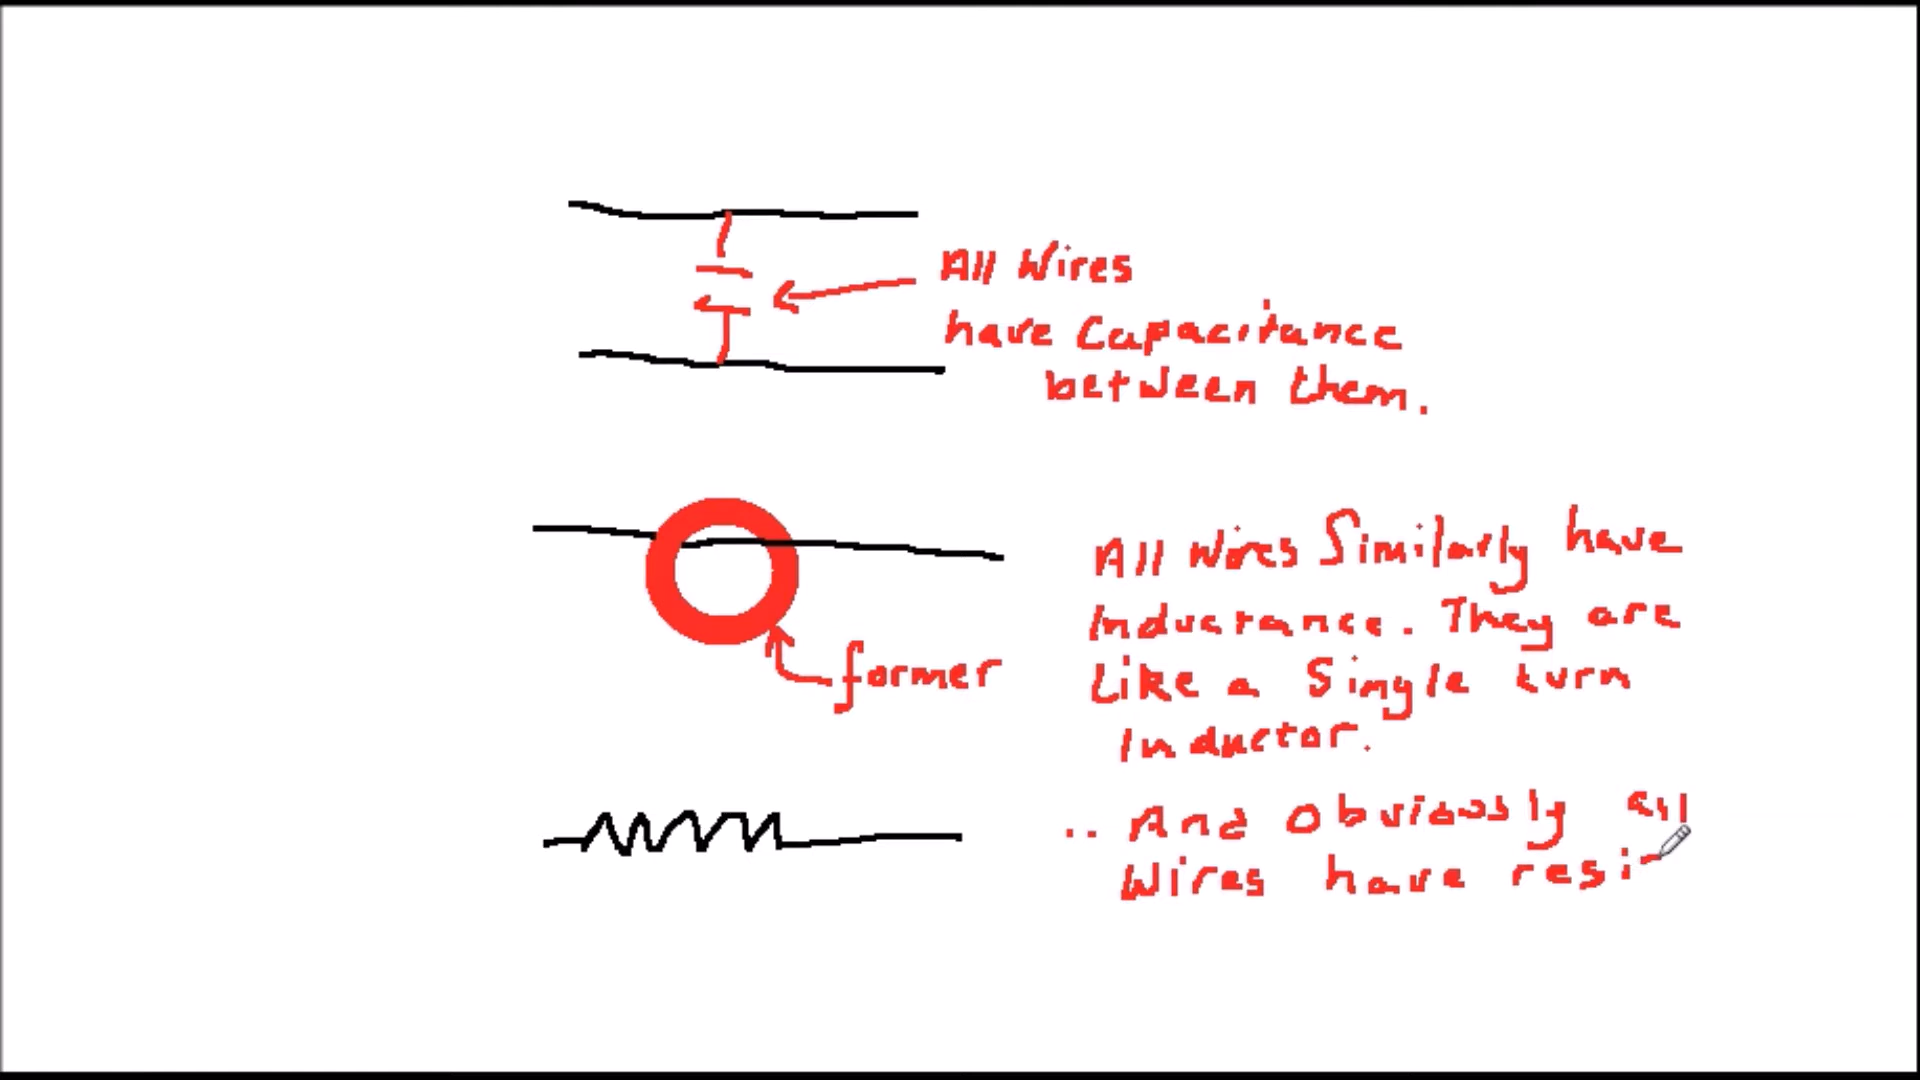 All Wires
have Capacitance
between them.
All Wires Similarly have
Inductance. They are
Like a Single turn
Inductor.
former
.. And Obviously all
Wires have resi